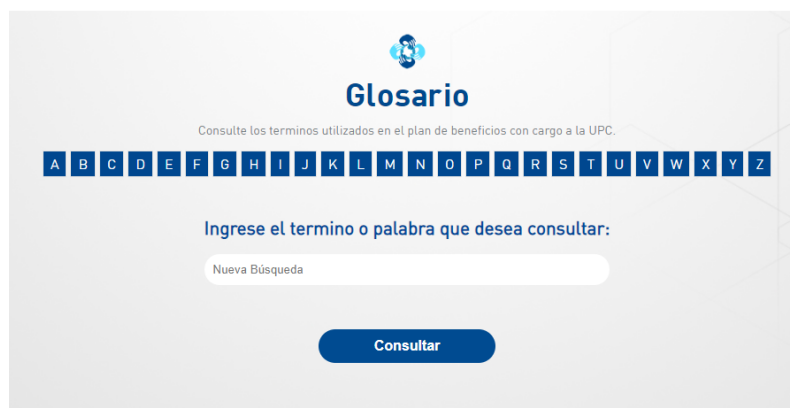 Glosario
Consulte los terminos utilizados en el plan de beneficios con cargo a la UPC.
A B C D E F G H I J K L M N O P Q R S T U V W X Y Z
Ingrese el termino o palabra que desea consultar:
Nueva Búsqueda
Consultar